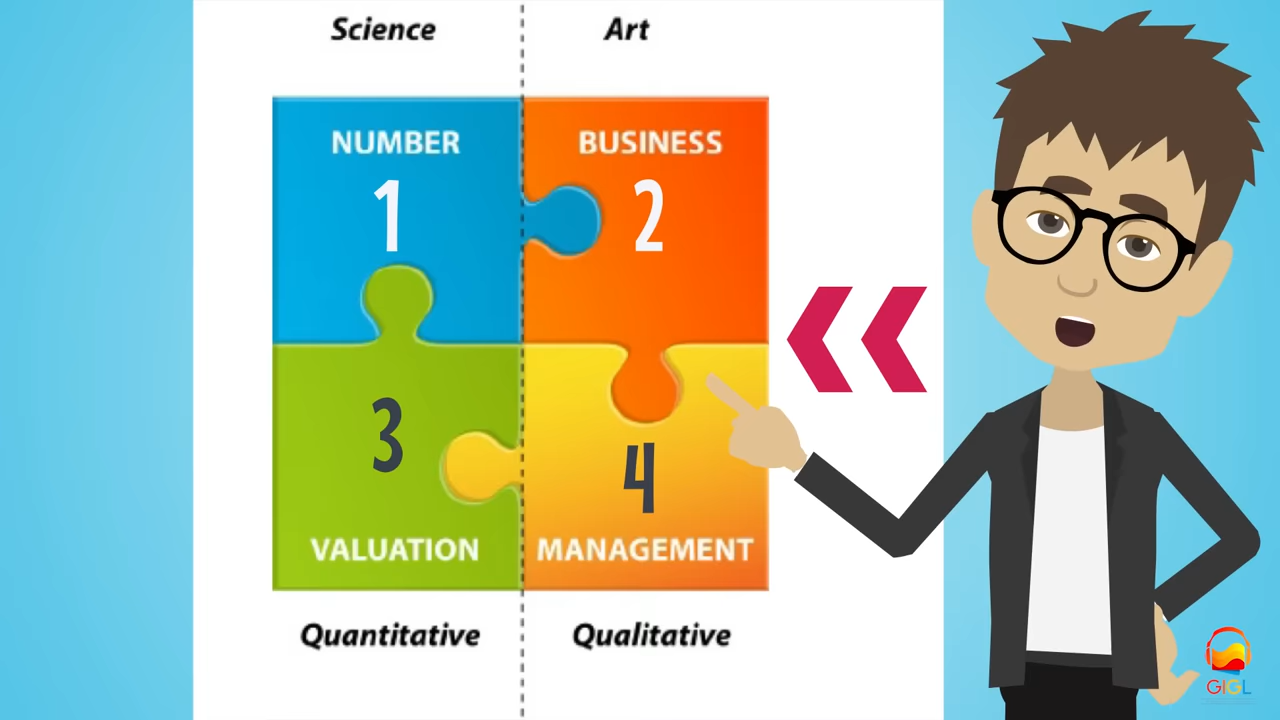 Science Art
NUMBER BUSINESS
1 2
3 4
VALUATION MANAGEMENT
Quantitative Qualitative
GIGL